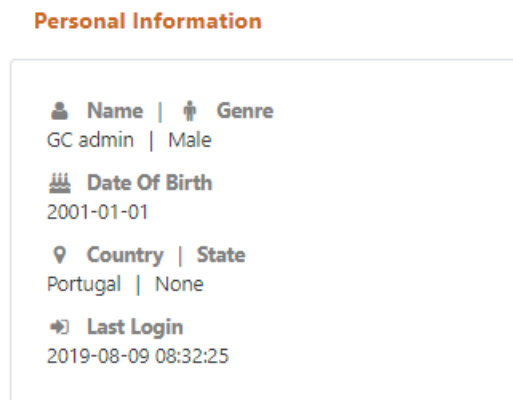 Personal Information
Name | Genre
GC admin | Male
Date Of Birth
2001-01-01
Country | State
Portugal | None
Last Login
2019-08-09 08:32:25